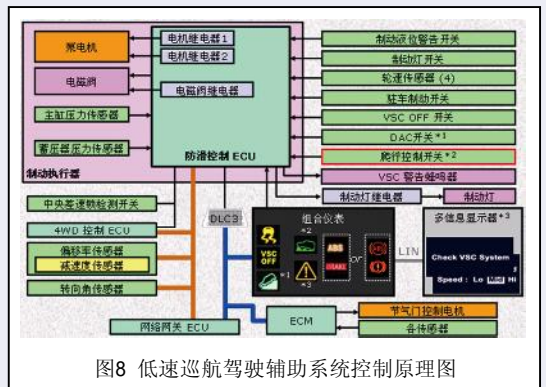 泵电机
电机继电器1
电机继电器2
电磁阀
电磁阀继电器
主缸压力传感器
蓄压器压力传感器
防滑控制 ECU
制动执行器
制动液位警告开关
制动灯开关
轮速传感器 (4)
驻车制动开关
VSC OFF 开关
DAC开关*1
爬行控制开关*2
VSC 警告蜂鸣器
制动灯继电器
制动灯
中央差速锁检测开关
4WD 控制 ECU
偏移率传感器
减速度传感器
转向角传感器
DLC3
组合仪表
VSC
OFF
*1
*2
*3
ABS
BRAKE
or
ABS
LIN
多信息显示器*3
Check VSC System
Speed : Lo Mid Hi
网络网关 ECU
ECM
节气门控制电机
各传感器
图8 低速巡航驾驶辅助系统控制原理图